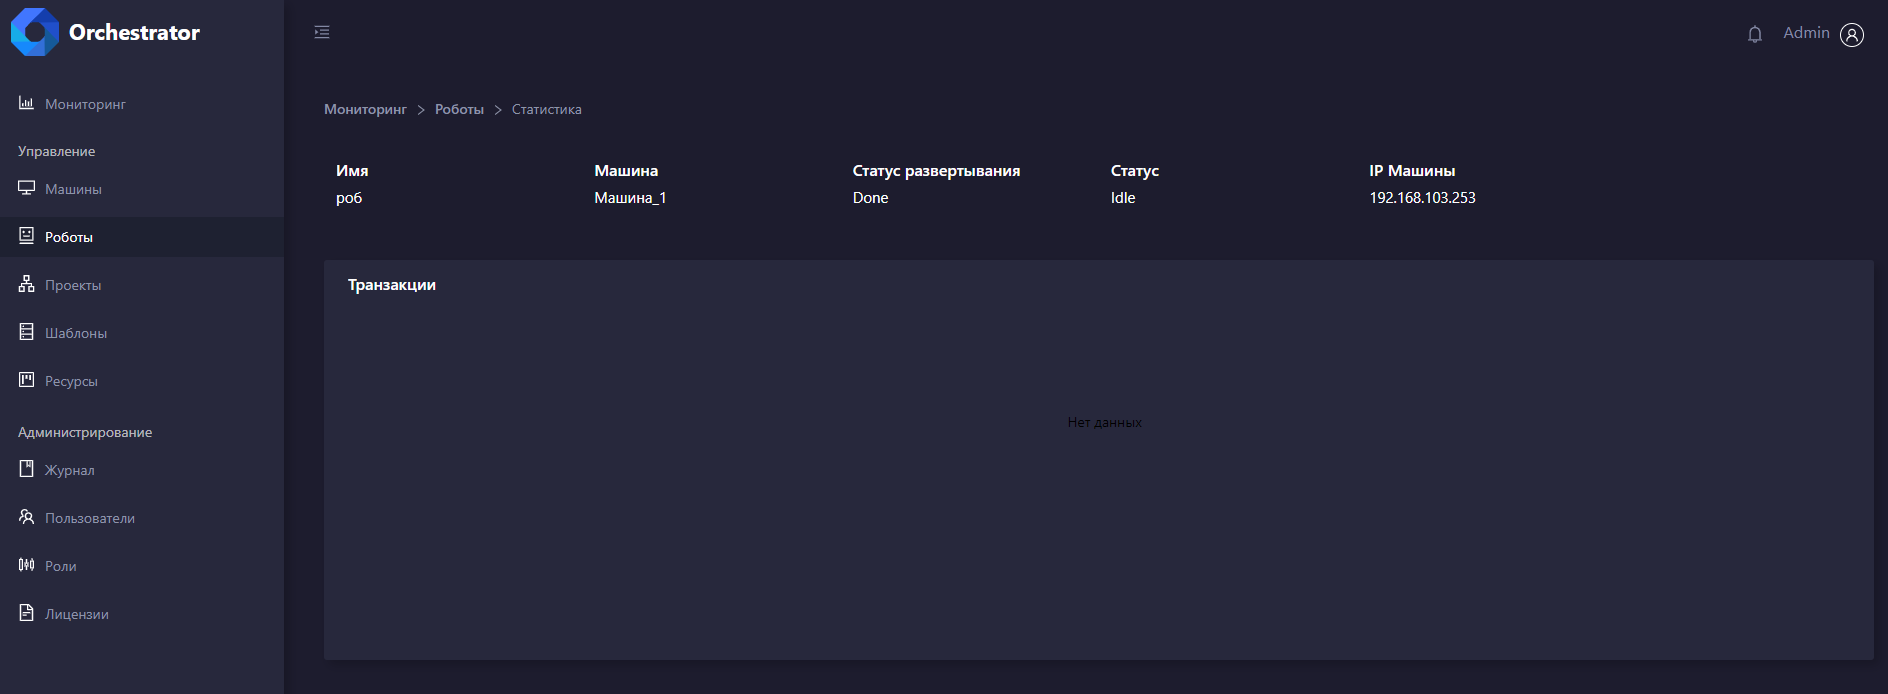 Orchestrator
Admin
Мониторинг
Управление
Машины
Роботы
Проекты
Шаблоны
Ресурсы
Администрирование
Журнал
Пользователи
Роли
Лицензии
Мониторинг > Роботы > Статистика
Имя Машина Статус развертывания Статус IP Машины
роб Машина_1 Done Idle 192.168.103.253
Транзакции
Нет данных